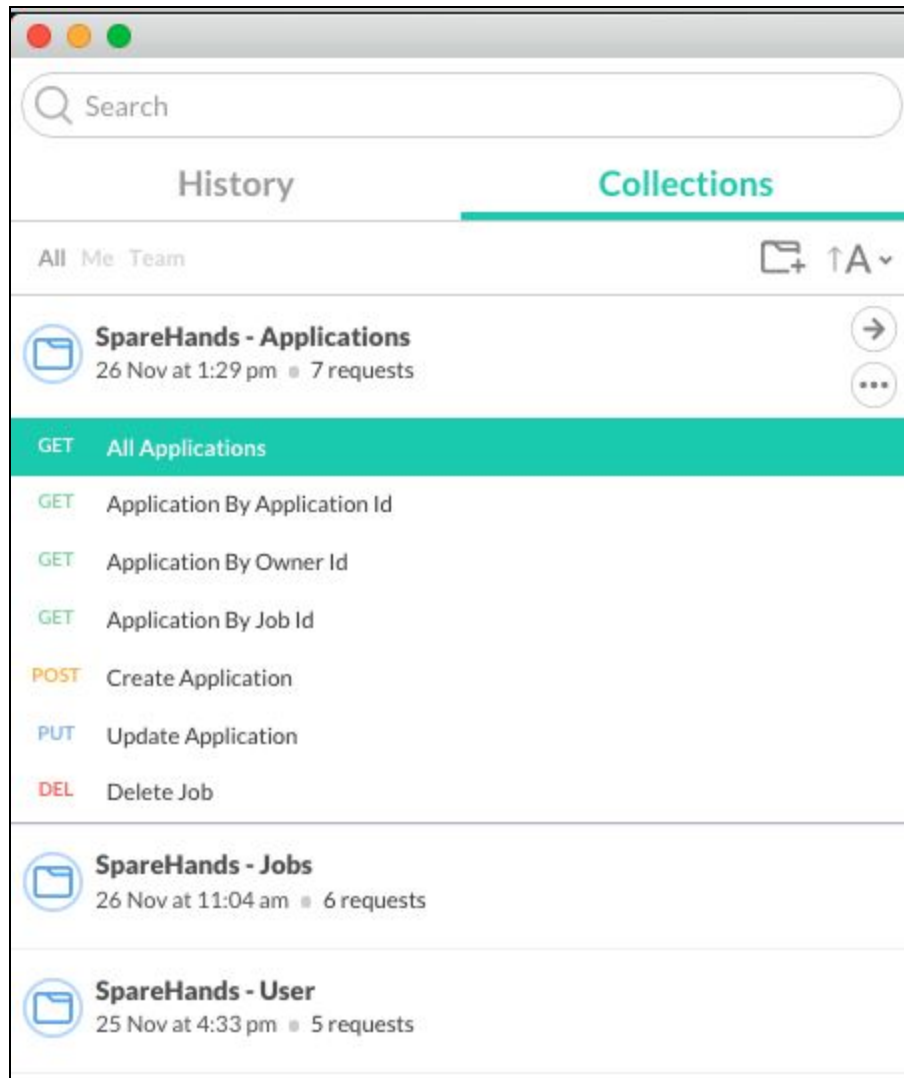 Search
History Collections
All Me Team ↑A
SpareHands - Applications
26 Nov at 1:29 pm 7 requests
GET All Applications
GET Application By Application Id
GET Application By Owner Id
GET Application By Job Id
POST Create Application
PUT Update Application
DEL Delete Job
SpareHands - Jobs
26 Nov at 11:04 am 6 requests
SpareHands - User
25 Nov at 4:33 pm 5 requests